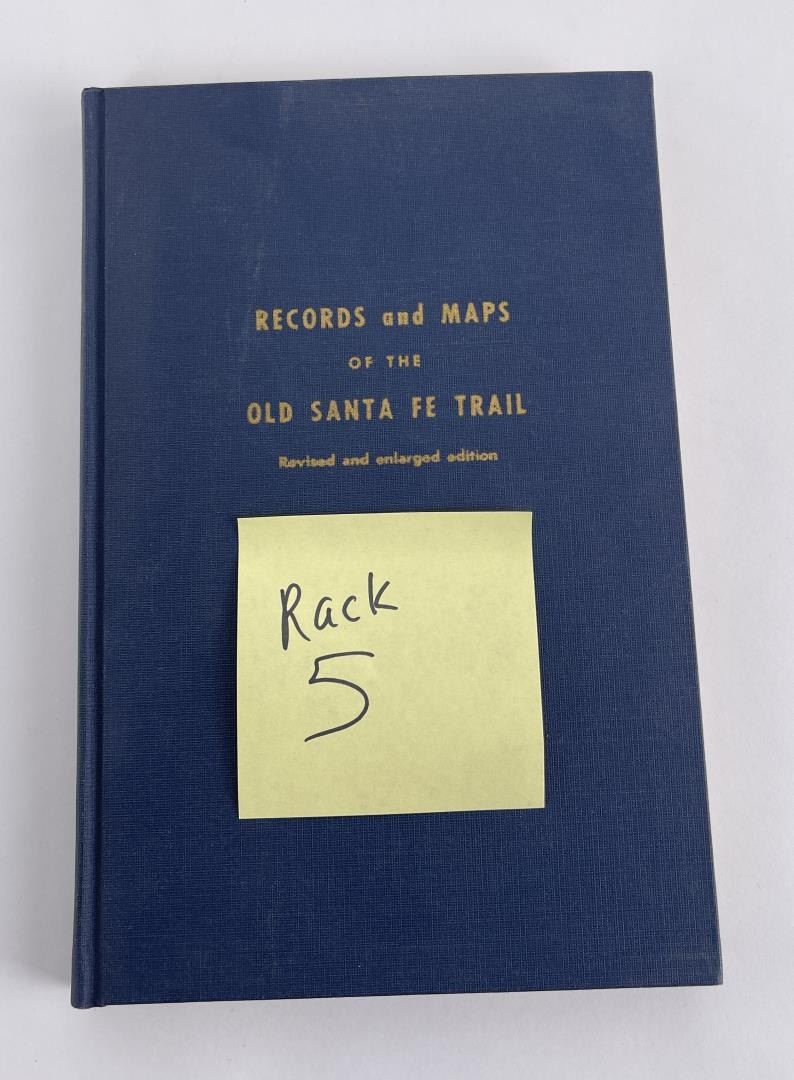 RECORDS and MAPS
OF THE
OLD SANTA FE TRAIL
Revised and enlarged edition
Rack
5